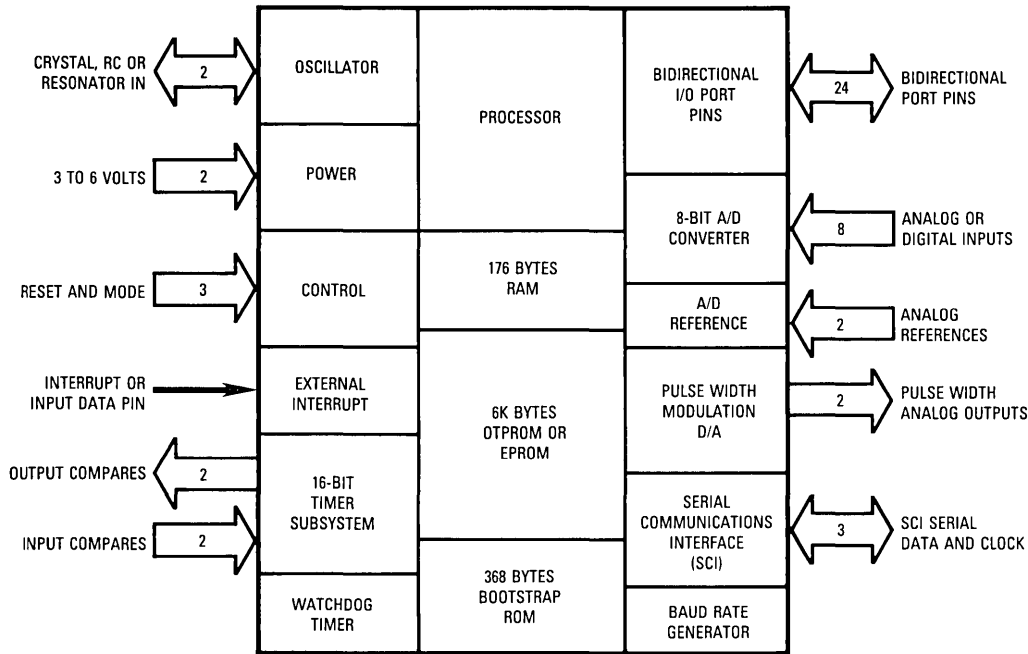 CRYSTAL, RC OR
RESONATOR IN
2
3 TO 6 VOLTS
2
RESET AND MODE
3
INTERRUPT OR
INPUT DATA PIN
OUTPUT COMPARES
2
INPUT COMPARES
2
OSCILLATOR
POWER
CONTROL
EXTERNAL
INTERRUPT
16-BIT
TIMER
SUBSYSTEM
WATCHDOG
TIMER
PROCESSOR
176 BYTES
RAM
6K BYTES
OTPROM OR
EPROM
368 BYTES
BOOTSTRAP
ROM
BIDIRECTIONAL
I/O PORT
PINS
8-BIT A/D
CONVERTER
A/D
REFERENCE
PULSE WIDTH
MODULATION
D/A
SERIAL
COMMUNICATIONS
INTERFACE
(SCI)
BAUD RATE
GENERATOR
24
BIDIRECTIONAL
PORT PINS
8
ANALOG OR
DIGITAL INPUTS
2
ANALOG
REFERENCES
2
PULSE WIDTH
ANALOG OUTPUTS
3
SCI SERIAL
DATA AND CLOCK